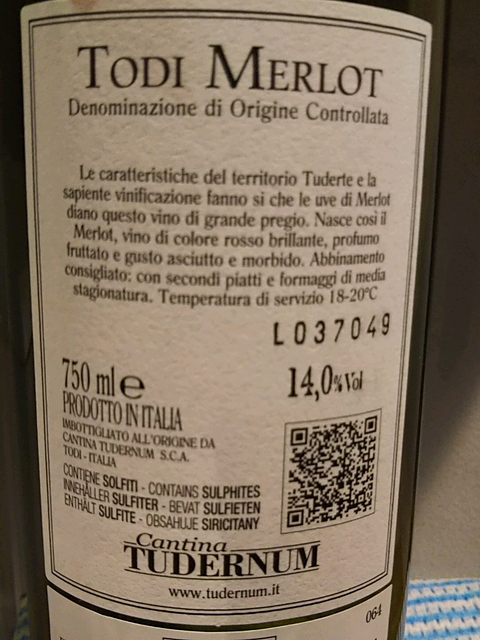 TODI MERLOT
Denominazione di Origine Controllata
Le caratteristiche del territorio Tuderte e la
sapiente vinificazione fanno si che le uve di Merlot
diano questo vino di grande pregio. Nasce così il
Merlot, vino di colore rosso brillante, profumo
fruttato e gusto asciutto e morbido. Abbinamento
consigliato: con secondi piatti e formaggi di media
stagionatura. Temperatura di servizio 18-20°C
L037049
750 ml e
14,0% Vol
PRODOTTO IN ITALIA
IMBOTTIGLIATO ALL'ORIGINE DA
CANTINA TUDERNUM S.C.A.
TODI - ITALIA
CONTIENE SOLFITI - CONTAINS SULPHITES
INNEHÅLLER SULFITER - BEVAT SULFIETEN
ENTHÄLT SULFITE - OBSAHUJE SIRICITANY
Cantina
TUDERNUM
www.tudernum.it
064